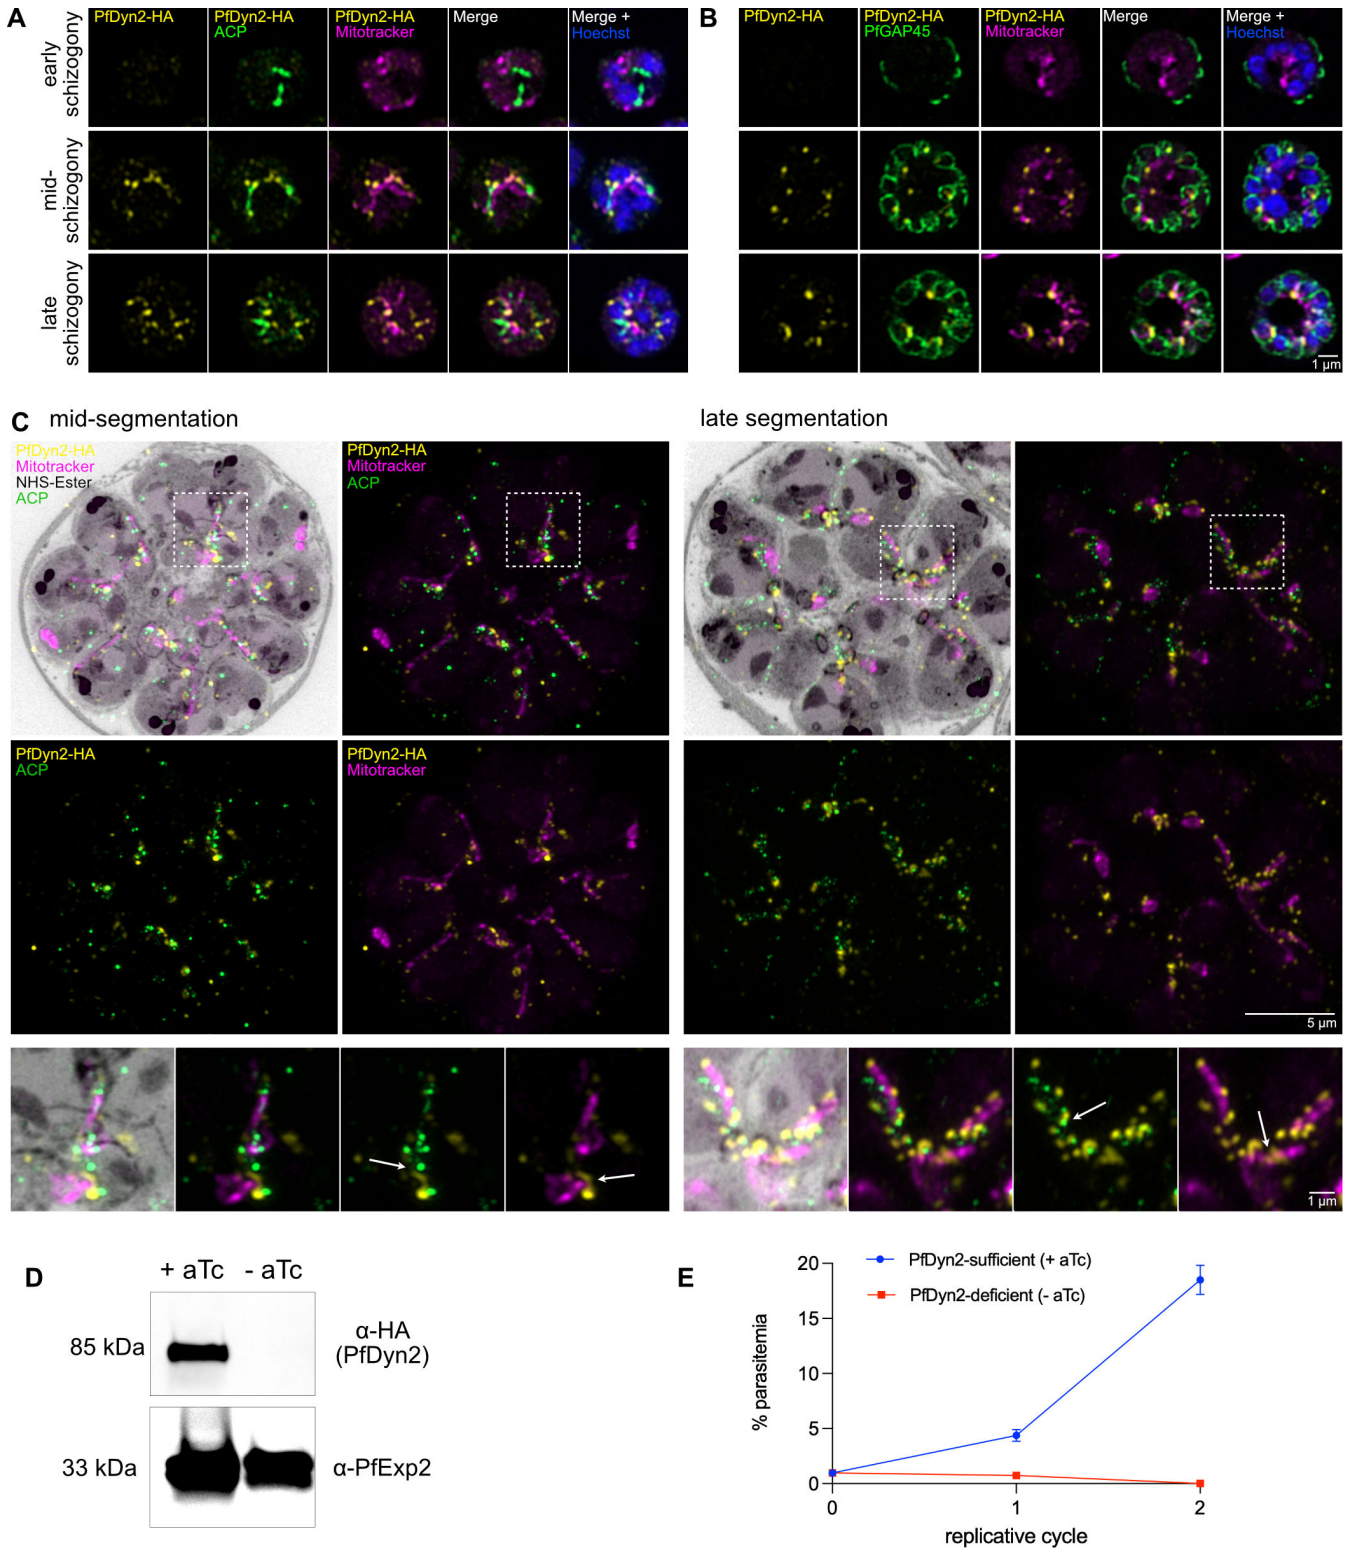 A
PfDyn2-HA
PfDyn2-HA
ACP
PfDyn2-HA
Mitotracker
Merge
Merge +
Hoechst
early
schizogony
mid-
schizogony
late
schizogony
B
PfDyn2-HA
PfDyn2-HA
PfGAP45
PfDyn2-HA
Mitotracker
Merge
Merge +
Hoechst
1 µm
C
mid-segmentation
late segmentation
PfDyn2-HA
Mitotracker
NHS-Ester
ACP
PfDyn2-HA
Mitotracker
ACP
PfDyn2-HA
ACP
PfDyn2-HA
Mitotracker
5 µm
1 µm
D
+ aTc
- aTc
85 kDa
α-HA
(PfDyn2)
33 kDa
α-PfExp2
E
PfDyn2-sufficient (+ aTc)
PfDyn2-deficient (- aTc)
% parasitemia
20
15
10
5
0
0
1
2
replicative cycle